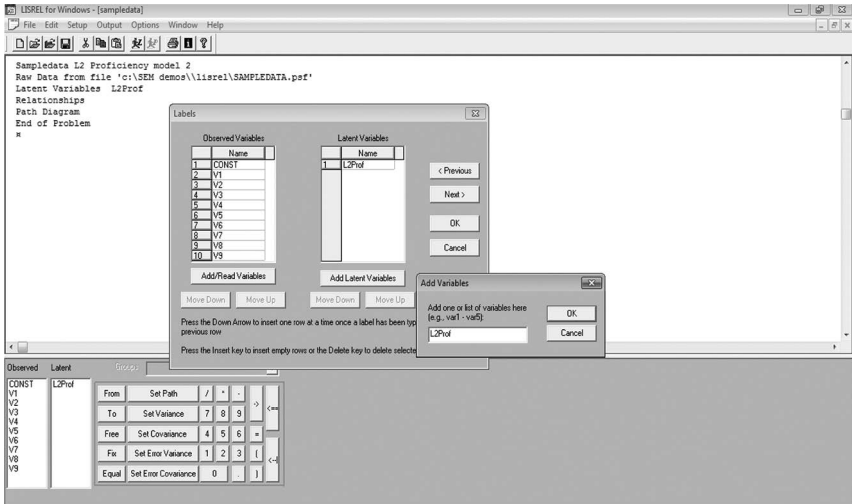 LISREL for Windows - [sampledata]
File Edit Setup Output Options Window Help
Sampledata L2 Proficiency model 2
Raw Data from file 'c:\SEM demos\\lisrel\SAMPLEDATA.psf'
Latent Variables L2Prof
Relationships
Path Diagram
End of Problem
Labels
Observed Variables
Name
1 CONST
2 V1
3 V2
4 V3
5 V4
6 V5
7 V6
8 V7
9 V8
10 V9
Add/Read Variables
Move Down Move Up
Latent Variables
Name
1 L2Prof
Add Latent Variables
Move Down Move Up
< Previous
Next >
OK
Cancel
Press the Down Arrow to insert one row at a time once a label has been typ
previous row
Press the Insert key to insert empty rows or the Delete key to delete selecte
Add Variables
Add one or list of variables here
(e.g., var1 - var5):
L2Prof
OK
Cancel
Observed Latent Groups:
CONST
V1
V2
V3
V4
V5
V6
V7
V8
V9
L2Prof
From Set Path / * - -> <==
To Set Variance 7 8 9
Free Set Covariance 4 5 6 =
Fix Set Error Variance 1 2 3 (
Equal Set Error Covariance 0 . )